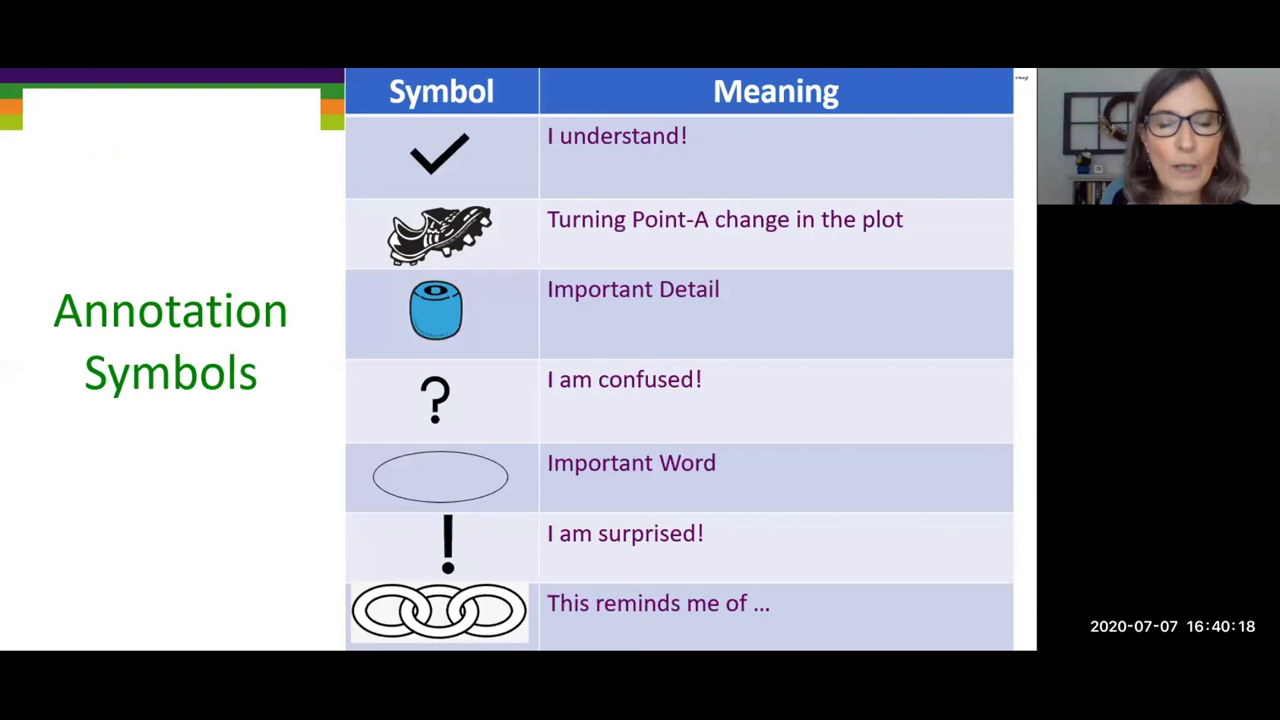 Annotation
Symbols
Symbol Meaning
I understand!
Turning Point-A change in the plot
Important Detail
?
I am confused!
Important Word
!
I am surprised!
This reminds me of ...
2020-07-07 16:40:18